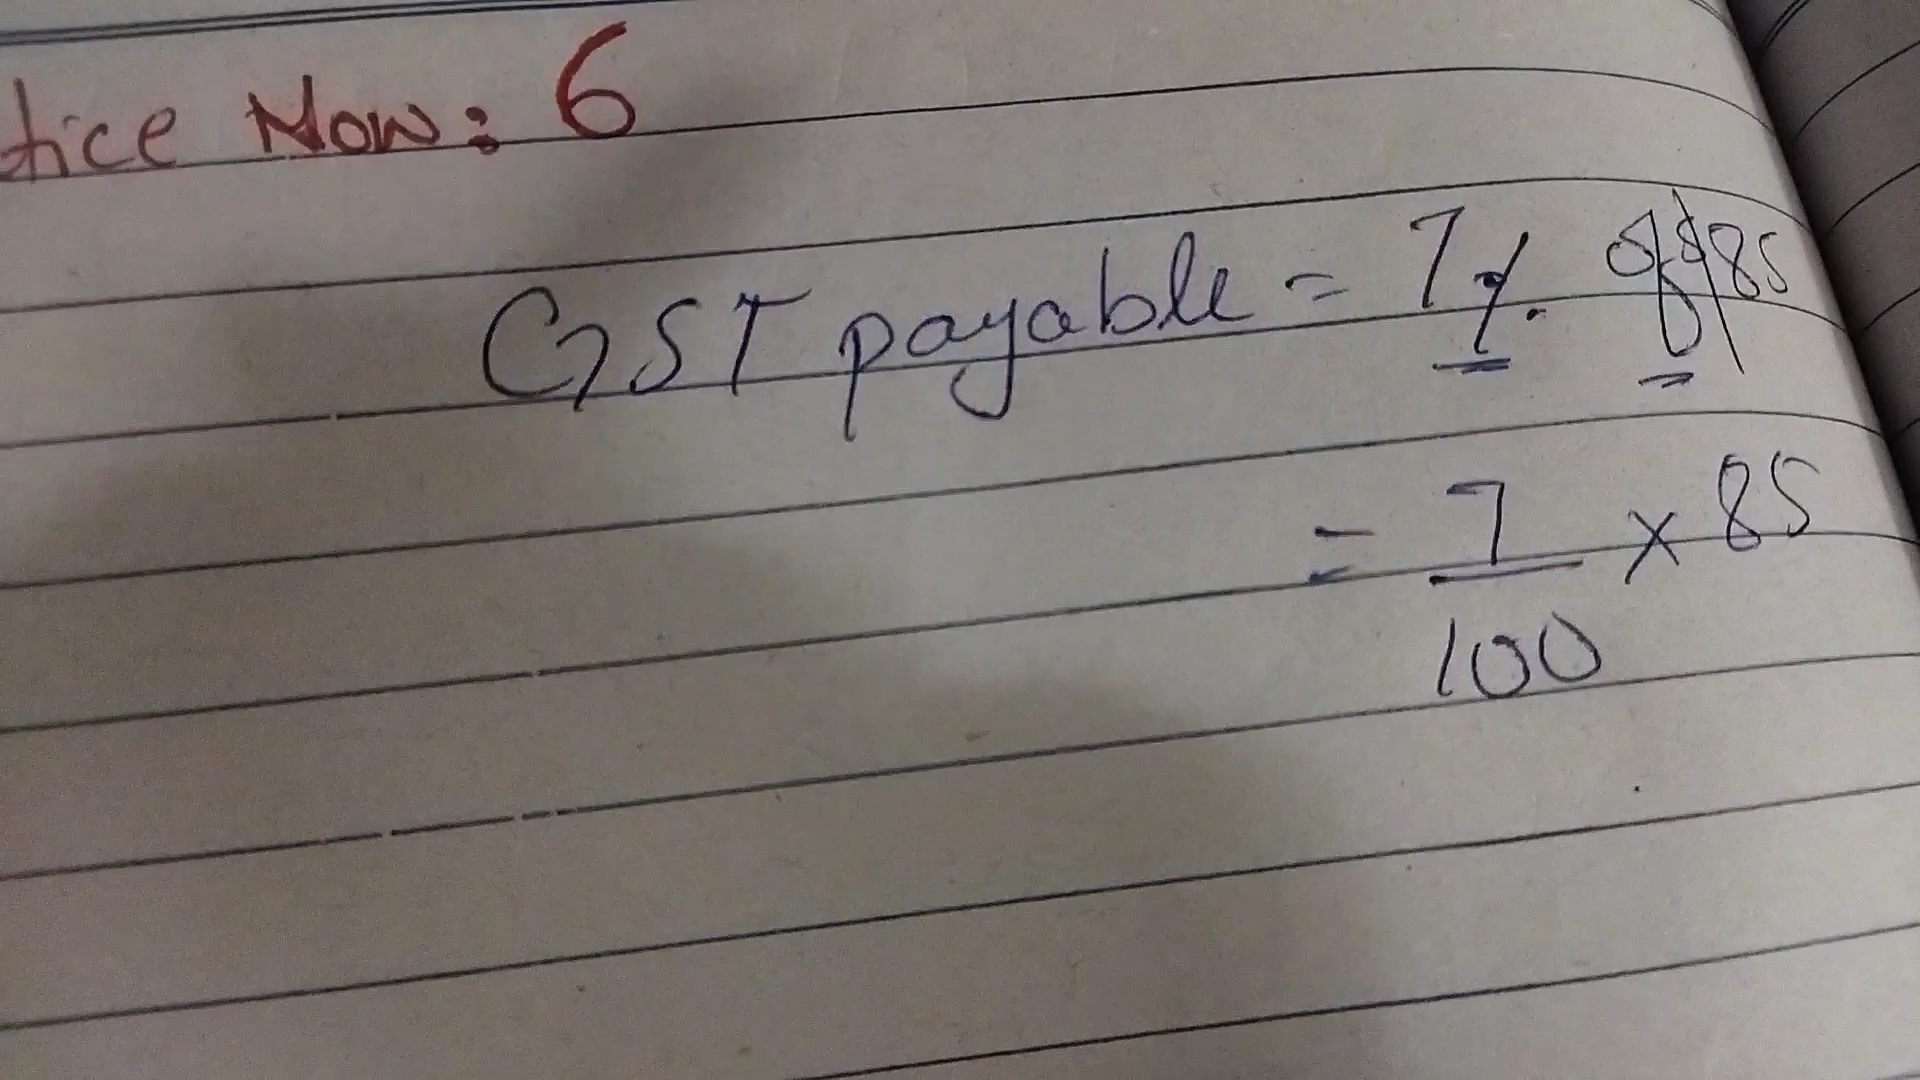 tice Now: 6
GST payable = 7% of $85
= 7/100 × 85